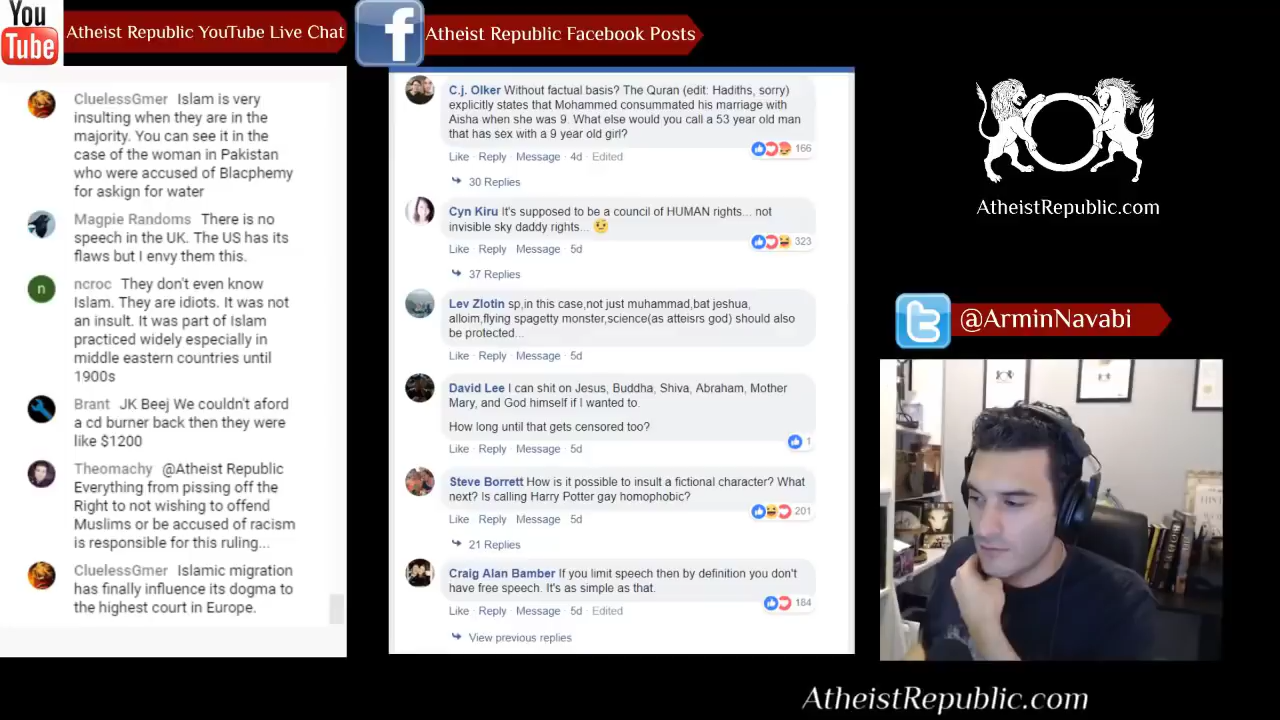 You
Tube
Atheist Republic YouTube Live Chat
f
Atheist Republic Facebook Posts
CluelessGmer Islam is very
insulting when they are in the
majority. You can see it in the
case of the woman in Pakistan
who were accused of Blacphemy
for askign for water
Magpie Randoms There is no
speech in the UK. The US has its
flaws but I envy them this.
n
ncroc They don't even know
Islam. They are idiots. It was not
an insult. It was part of Islam
practiced widely especially in
middle eastern countries until
1900s
Brant JK Beej We couldn't aford
a cd burner back then they were
like $1200
Theomachy @Atheist Republic
Everything from pissing off the
Right to not wishing to offend
Muslims or be accused of racism
is responsible for this ruling...
CluelessGmer Islamic migration
has finally influence its dogma to
the highest court in Europe.
C.j. Olker Without factual basis? The Quran (edit: Hadiths, sorry)
explicitly states that Mohammed consummated his marriage with
Aisha when she was 9. What else would you call a 53 year old man
that has sex with a 9 year old girl?
166
Like · Reply · Message · 4d · Edited
30 Replies
Cyn Kiru It's supposed to be a council of HUMAN rights... not
invisible sky daddy rights...
323
Like · Reply · Message · 5d
37 Replies
Lev Zlotin sp,in this case,not just muhammad,bat jeshua,
alloim,flying spagetty monster,science(as atteisrs god) should also
be protected...
Like · Reply · Message · 5d
David Lee I can shit on Jesus, Buddha, Shiva, Abraham, Mother
Mary, and God himself if I wanted to.
How long until that gets censored too?
1
Like · Reply · Message · 5d
Steve Borrett How is it possible to insult a fictional character? What
next? Is calling Harry Potter gay homophobic?
201
Like · Reply · Message · 5d
21 Replies
Craig Alan Bamber If you limit speech then by definition you don't
have free speech. It's as simple as that.
184
Like · Reply · Message · 5d · Edited
View previous replies
AtheistRepublic.com
@ArminNavabi
AtheistRepublic.com